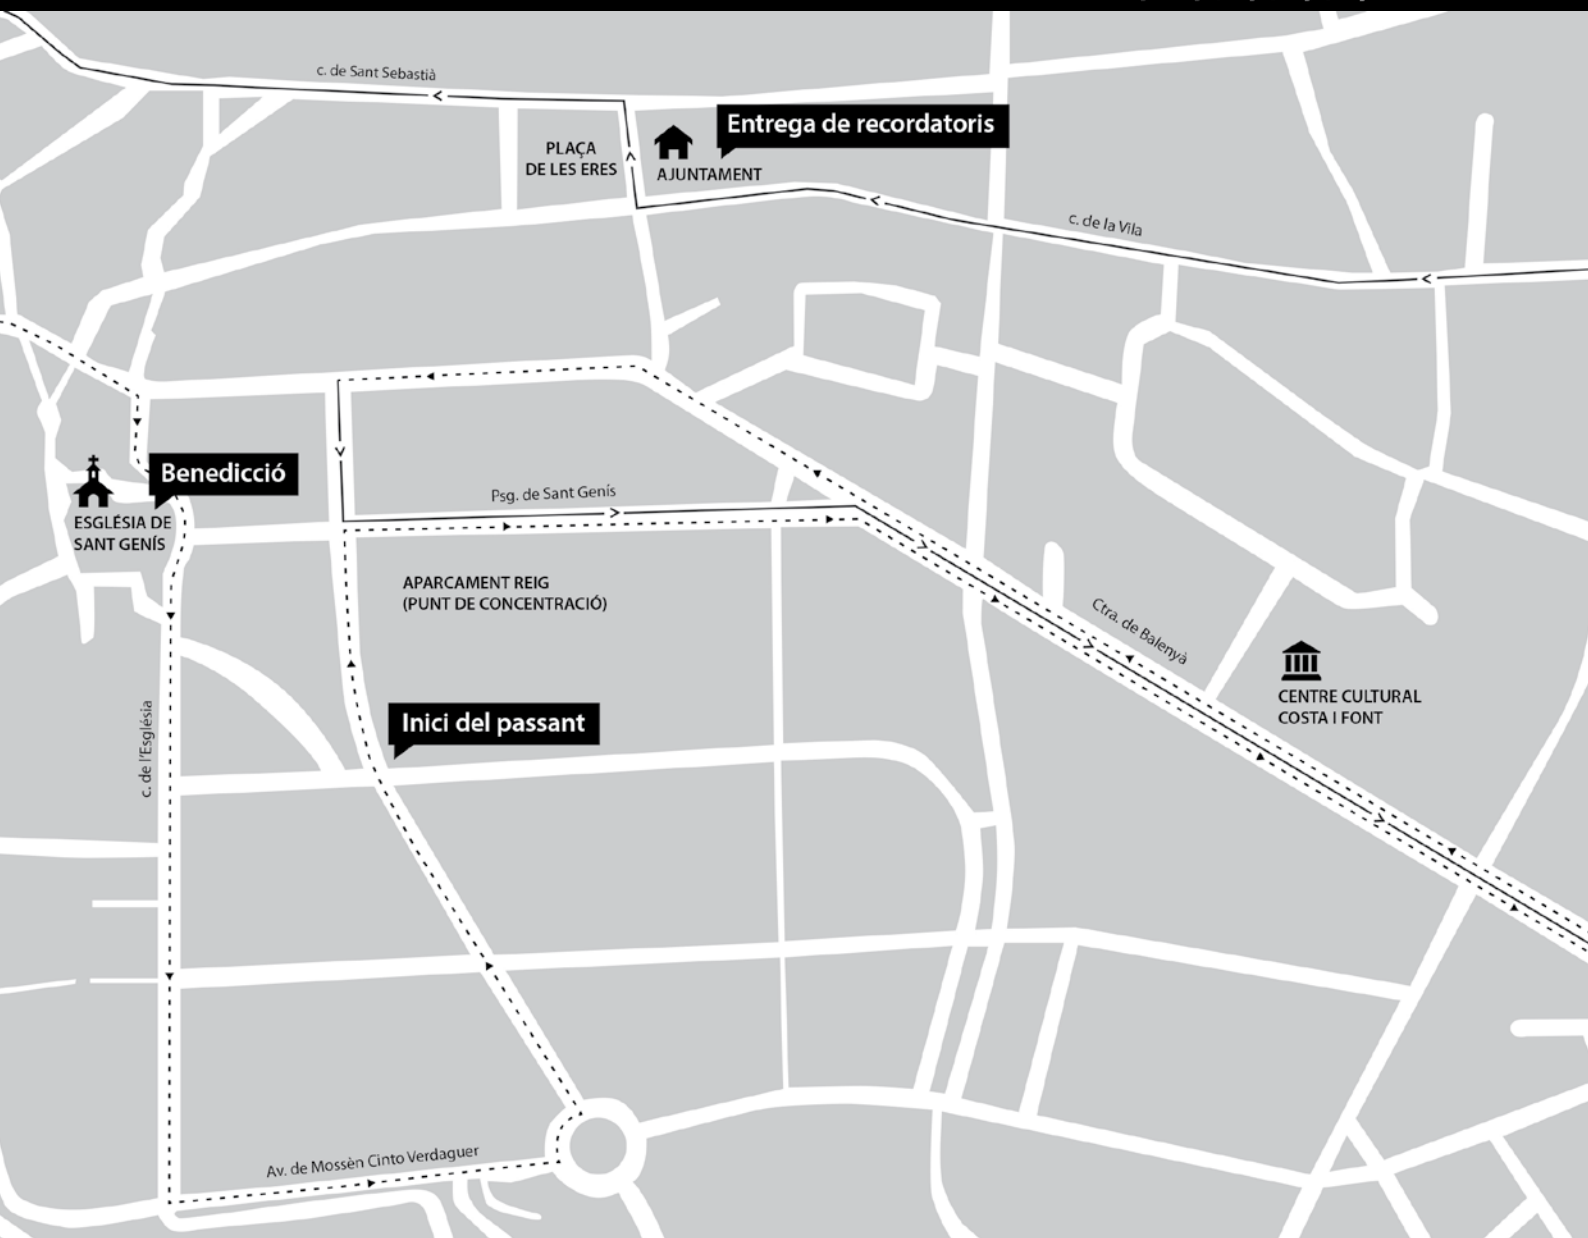 c. de Sant Sebastià
Entrega de recordatoris
PLAÇA
DE LES ERES
AJUNTAMENT
c. de la Vila
Benedicció
ESGLÉSIA DE
SANT GENÍS
Psg. de Sant Genís
APARCAMENT REIG
(PUNT DE CONCENTRACIÓ)
Ctra. de Balenyà
CENTRE CULTURAL
COSTA I FONT
Inici del passant
c. de l'Església
Av. de Mossèn Cinto Verdaguer